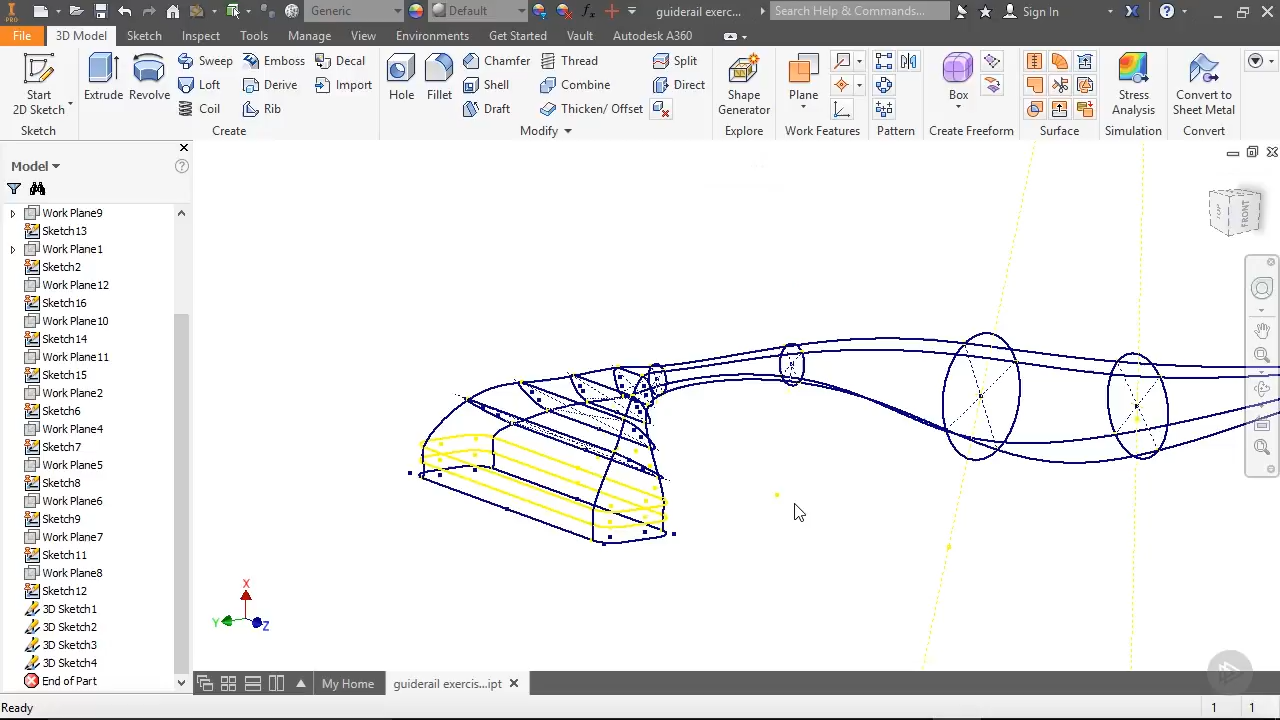 PRO
Generic
Default
fx
guiderail exerc...
Search Help & Commands...
Sign In
File
3D Model
Sketch
Inspect
Tools
Manage
View
Environments
Get Started
Vault
Autodesk A360
Start
2D Sketch
Extrude
Revolve
Sweep
Loft
Coil
Emboss
Derive
Rib
Decal
Import
Hole
Fillet
Chamfer
Shell
Draft
Thread
Combine
Thicken/ Offset
Split
Direct
Shape
Generator
Plane
Box
Stress
Analysis
Convert to
Sheet Metal
Sketch
Create
Modify
Explore
Work Features
Pattern
Create Freeform
Surface
Simulation
Convert
Model
Work Plane9
Sketch13
Work Plane1
Sketch2
Work Plane12
Sketch16
Work Plane10
Sketch14
Work Plane11
Sketch15
Work Plane2
Sketch6
Work Plane4
Sketch7
Work Plane5
Sketch8
Work Plane6
Sketch9
Work Plane7
Sketch11
Work Plane8
Sketch12
3D Sketch1
3D Sketch2
3D Sketch3
3D Sketch4
End of Part
TOP
FRONT
X
Y
Z
My Home
guiderail exercis...ipt
Ready
1
1